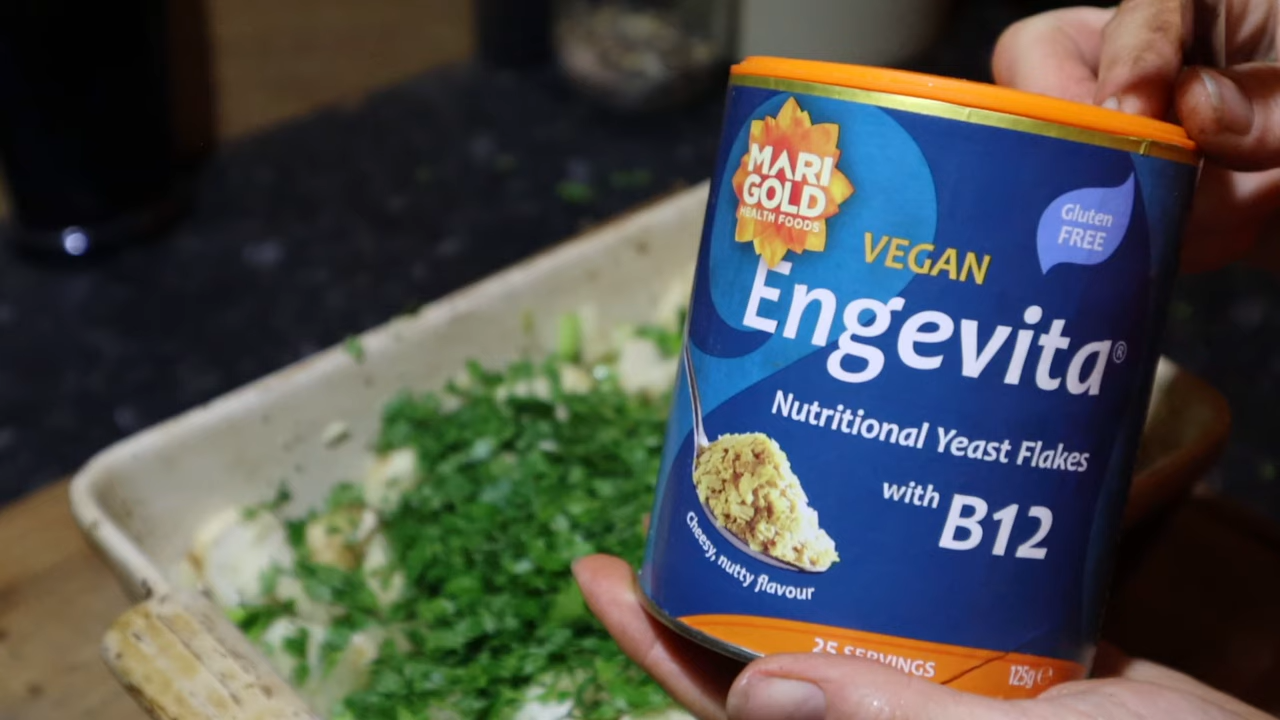 MARI
GOLD
HEALTH FOODS
Gluten
FREE
VEGAN
Engevita®
Nutritional Yeast Flakes
with B12
Cheesy, nutty flavour
25 SERVINGS
125g ℮